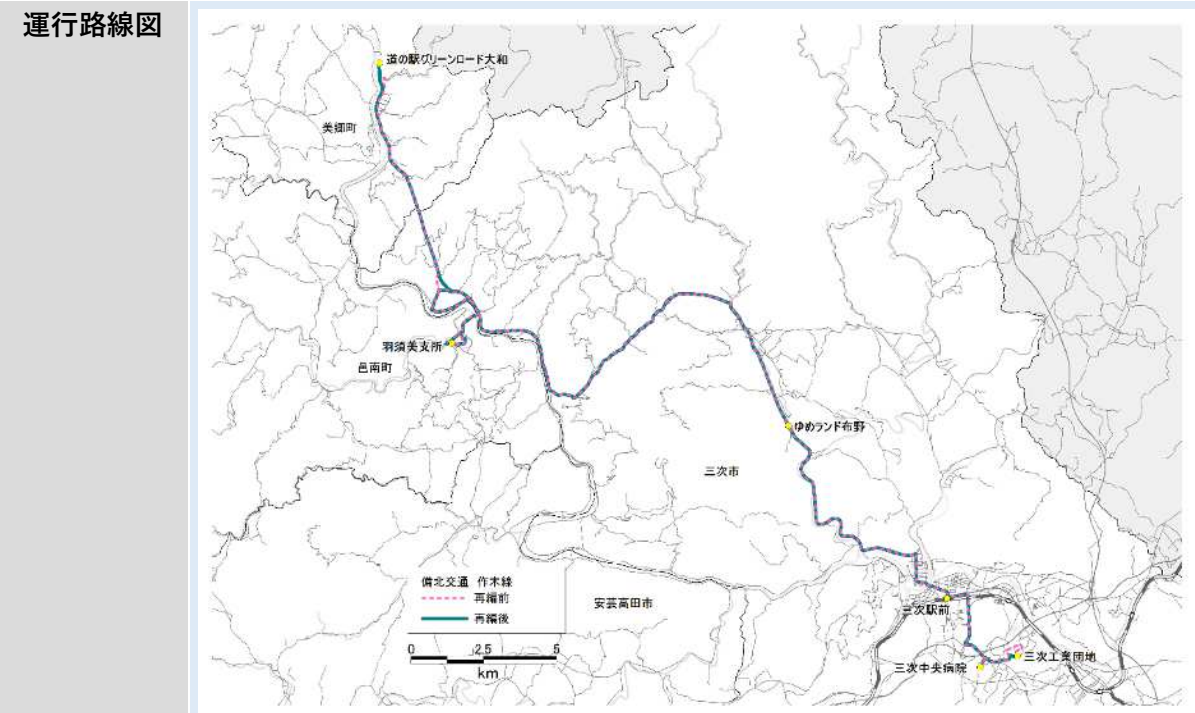 運行路線図
道の駅グリーンロード大和
美郷町
羽須美支所
邑南町
ゆめランド布野
三次市
備北交通 作木線
再編前
再編後
安芸高田市
三次駅前
0 2.5 5
km
三次中央病院
三次工業団地